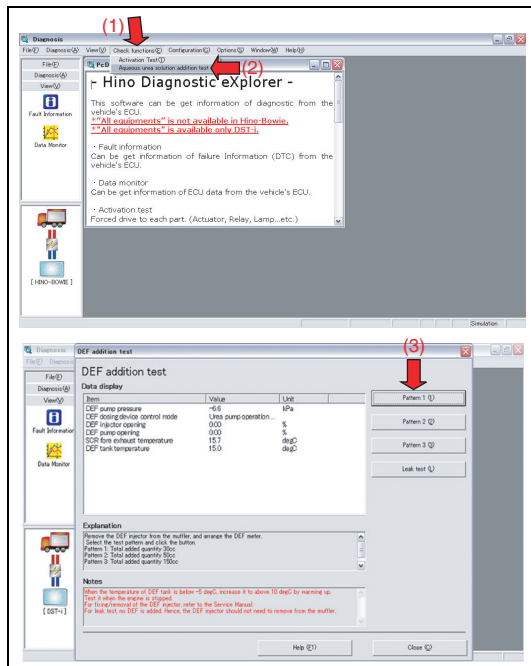 (1)
Diagnosis
File(F) Diagnosis(A) View(V) Check functions(E) Configuration(C) Options(S) Window(W) Help(H)
File(F)
Diagnosis(A)
View(V)
Fault Information
Data Monitor
[ HINO-BOWIE ]
Activation Test(I)
Aqueous urea solution addition test
(2)
- Hino Diagnostic eXplorer -
This software can be get information of diagnostic from the
vehicle's ECU.
*"All equipments" is not available in Hino-Bowie.
*"All equipments" is available only DST-i.
・Fault information
Can be get information of failure Information (DTC) from the
vehicle's ECU.
・Data monitor
Can be get information of ECU data from the vehicle's ECU.
・Activation test
Forced drive to each part. (Actuator, Relay, Lamp...etc.)
Simulation
(3)
Diagnosis
File(F) Diagnosis
File(F)
Diagnosis(A)
View(V)
Fault Information
Data Monitor
[ DST-i ]
DEF addition test
DEF addition test
Data display
Item Value Unit
DEF pump pressure -6.6 kPa
DEF dosing device control mode Urea pump operation...
DEF injector opening 0.00 %
DEF pump opening 0.00 %
SCR fore exhaust temperature 15.7 degC
DEF tank temperature 15.0 degC
Pattern 1 (1)
Pattern 2 (2)
Pattern 3 (3)
Leak test (L)
Explanation
Remove the DEF injector from the muffler, and arrange the DEF meter.
Select the test pattern and click the button.
Pattern 1: Total added quantity 30cc
Pattern 2: Total added quantity 50cc
Pattern 3: Total added quantity 150cc
Notes
When the temperature of DEF tank is below -5 degC, increase it to above 10 degC by warming up.
Test it when the engine is stopped.
For fixing/removal of the DEF injector, refer to the Service Manual.
For leak test, no DEF is added. Hence, the DEF injector should not need to remove from the muffler.
Help (F1)
Close (C)